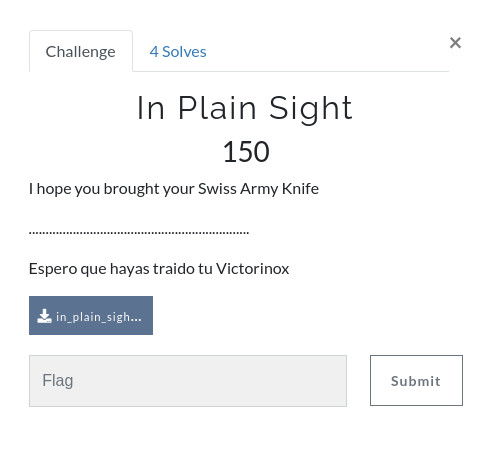 Challenge
4 Solves
×
In Plain Sight
150
I hope you brought your Swiss Army Knife
.................................................................
Espero que hayas traido tu Victorinox
in_plain_sigh...
Flag
Submit